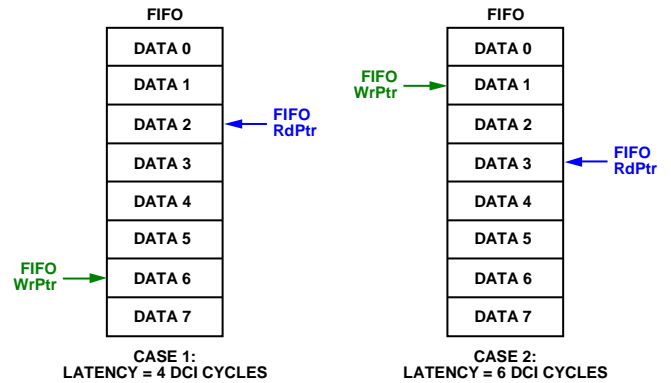 FIFO
DATA 0
DATA 1
DATA 2
DATA 3
DATA 4
DATA 5
DATA 6
DATA 7
FIFO
RdPtr
FIFO
WrPtr
CASE 1:
LATENCY = 4 DCI CYCLES
FIFO
DATA 0
DATA 1
DATA 2
DATA 3
DATA 4
DATA 5
DATA 6
DATA 7
FIFO
WrPtr
FIFO
RdPtr
CASE 2:
LATENCY = 6 DCI CYCLES